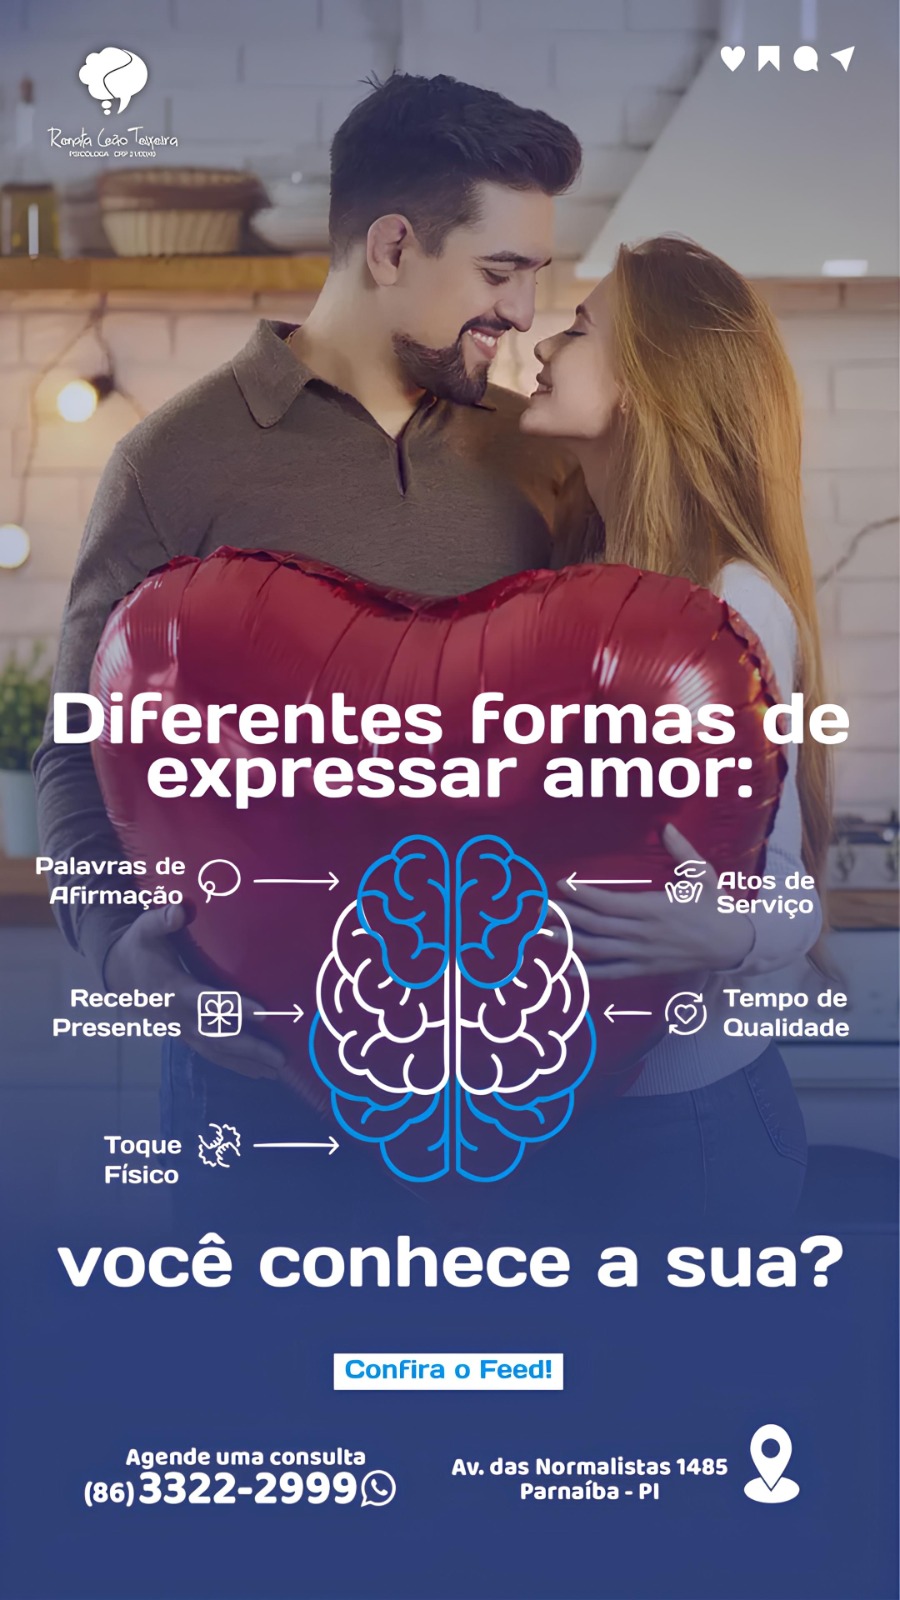 Renata Leão Teixeira
Diferentes formas de
expressar amor:
Palavras de
Afirmação
Atos de
Serviço
Receber
Presentes
Tempo de
Qualidade
Toque
Físico
você conhece a sua?
Confira o Feed!
Agende uma consulta
(86) 3322-2999
Av. das Normalistas 1485
Parnaíba - PI